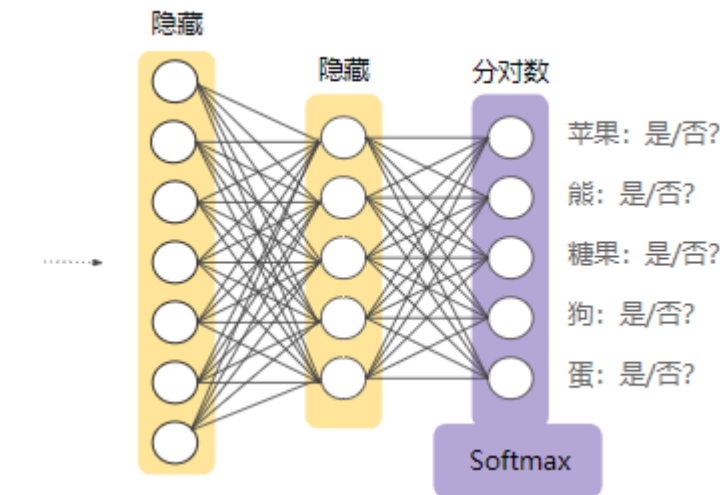 隐藏
隐藏
分对数
苹果：是/否?
熊：是/否?
糖果：是/否?
狗：是/否?
蛋：是/否?
Softmax